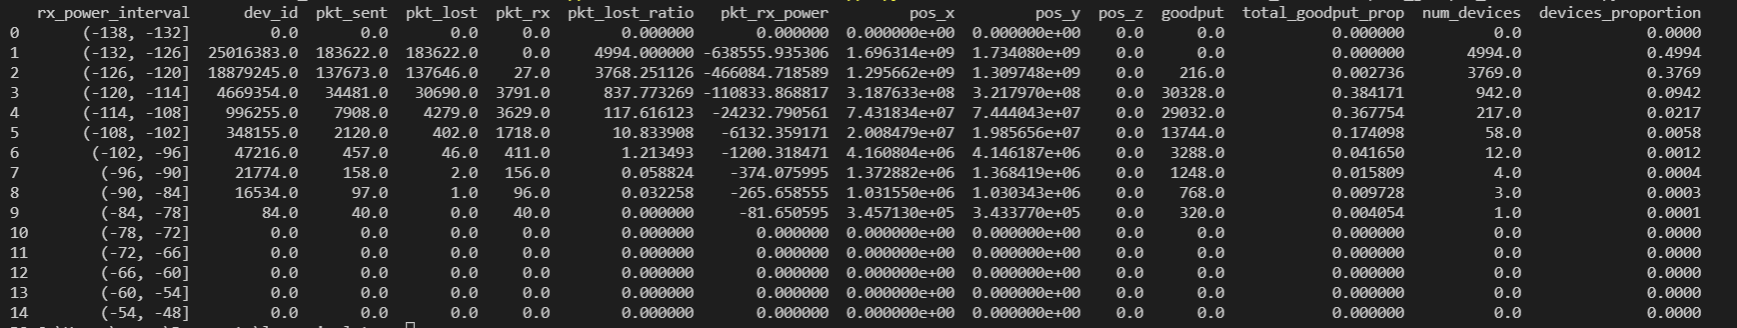 rx_power_interval dev_id pkt_sent pkt_lost pkt_rx pkt_lost_ratio pkt_rx_power pos_x pos_y pos_z goodput total_goodput_prop num_devices devices_proportion
0 (-138, -132] 0.0 0.0 0.0 0.0 0.000000 0.000000 0.000000e+00 0.000000e+00 0.0 0.0 0.000000 0.0 0.0000
1 (-132, -126] 25016383.0 183622.0 183622.0 0.0 4994.000000 -638555.935306 1.696314e+09 1.734080e+09 0.0 0.0 0.000000 4994.0 0.4994
2 (-126, -120] 18879245.0 137673.0 137646.0 27.0 3768.251126 -466084.718589 1.295662e+09 1.309748e+09 0.0 216.0 0.002736 3769.0 0.3769
3 (-120, -114] 4669354.0 34481.0 30690.0 3791.0 837.773269 -110833.868817 3.187633e+08 3.217970e+08 0.0 30328.0 0.384171 942.0 0.0942
4 (-114, -108] 996255.0 7908.0 4279.0 3629.0 117.616123 -24232.790561 7.431834e+07 7.444043e+07 0.0 29032.0 0.367754 217.0 0.0217
5 (-108, -102] 348155.0 2120.0 402.0 1718.0 10.833908 -6132.359171 2.008479e+07 1.985656e+07 0.0 13744.0 0.174098 58.0 0.0058
6 (-102, -96] 47216.0 457.0 46.0 411.0 1.213493 -1200.318471 4.160804e+06 4.146187e+06 0.0 3288.0 0.041650 12.0 0.0012
7 (-96, -90] 21774.0 158.0 2.0 156.0 0.058824 -374.075995 1.372882e+06 1.368419e+06 0.0 1248.0 0.015809 4.0 0.0004
8 (-90, -84] 16534.0 97.0 1.0 96.0 0.032258 -265.658555 1.031550e+06 1.030343e+06 0.0 768.0 0.009728 3.0 0.0003
9 (-84, -78] 84.0 40.0 0.0 40.0 0.000000 -81.650595 3.457130e+05 3.433770e+05 0.0 320.0 0.004054 1.0 0.0001
10 (-78, -72] 0.0 0.0 0.0 0.0 0.000000 0.000000 0.000000e+00 0.000000e+00 0.0 0.0 0.000000 0.0 0.0000
11 (-72, -66] 0.0 0.0 0.0 0.0 0.000000 0.000000 0.000000e+00 0.000000e+00 0.0 0.0 0.000000 0.0 0.0000
12 (-66, -60] 0.0 0.0 0.0 0.0 0.000000 0.000000 0.000000e+00 0.000000e+00 0.0 0.0 0.000000 0.0 0.0000
13 (-60, -54] 0.0 0.0 0.0 0.0 0.000000 0.000000 0.000000e+00 0.000000e+00 0.0 0.0 0.000000 0.0 0.0000
14 (-54, -48] 0.0 0.0 0.0 0.0 0.000000 0.000000 0.000000e+00 0.000000e+00 0.0 0.0 0.000000 0.0 0.0000